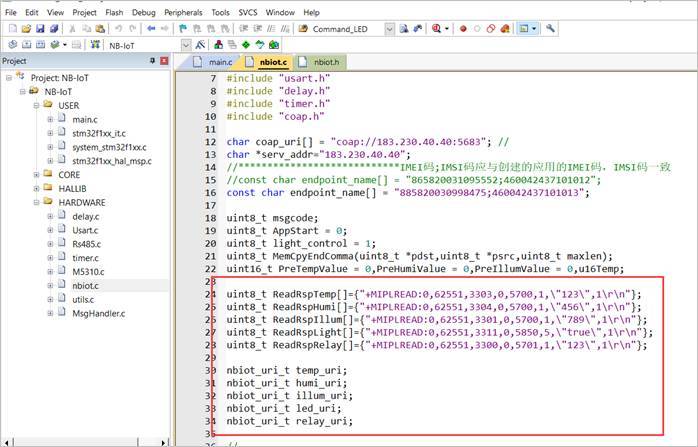 File Edit View Project Flash Debug Peripherals Tools SVCS Window Help
Command_LED
NB-IoT
Project
main.c nbiot.c nbiot.h
Project: NB-IoT
NB-IoT
USER
main.c
stm32f1xx_it.c
system_stm32f1xx.c
stm32f1xx_hal_msp.c
CORE
HALLIB
HARDWARE
delay.c
Usart.c
Rs485.c
timer.c
M5310.c
nbiot.c
utils.c
MsgHandler.c
7 #include "usart.h"
8 #include "delay.h"
9 #include "timer.h"
10 #include "coap.h"
11
12 char coap_uri[] = "coap://183.230.40.40:5683"; //
13 char *serv_addr="183.230.40.40";
14 //****************************IMEI码;IMSI码应与创建的应用的IMEI码, IMSI码一致
15 //const char endpoint_name[] = "865820031095552;460042437101012";
16 const char endpoint_name[] = "885820030998475;460042437101013";
17
18 uint8_t msgcode;
19 uint8_t AppStart = 0;
20 uint8_t light_control = 1;
21 uint8_t MemCpyEndComma(uint8_t *pdst,uint8_t *psrc,uint8_t maxlen);
22 uint16_t PreTempValue = 0,PreHumiValue = 0,PreIllumValue = 0,u16Temp;
23
24 uint8_t ReadRspTemp[]={"+MIPLREAD:0,62551,3303,0,5700,1,\"123\",1\r\n"};
25 uint8_t ReadRspHumi[]={"+MIPLREAD:0,62551,3304,0,5700,1,\"456\",1\r\n"};
26 uint8_t ReadRspIllum[]={"+MIPLREAD:0,62551,3301,0,5700,1,\"789\",1\r\n"};
27 uint8_t ReadRspLight[]={"+MIPLREAD:0,62551,3311,0,5850,5,\"true\",1\r\n"};
28 uint8_t ReadRspRelay[]={"+MIPLREAD:0,62551,3300,0,5701,1,\"123\",1\r\n"};
29
30 nbiot_uri_t temp_uri;
31 nbiot_uri_t humi_uri;
32 nbiot_uri_t illum_uri;
33 nbiot_uri_t led_uri;
34 nbiot_uri_t relay_uri;
35